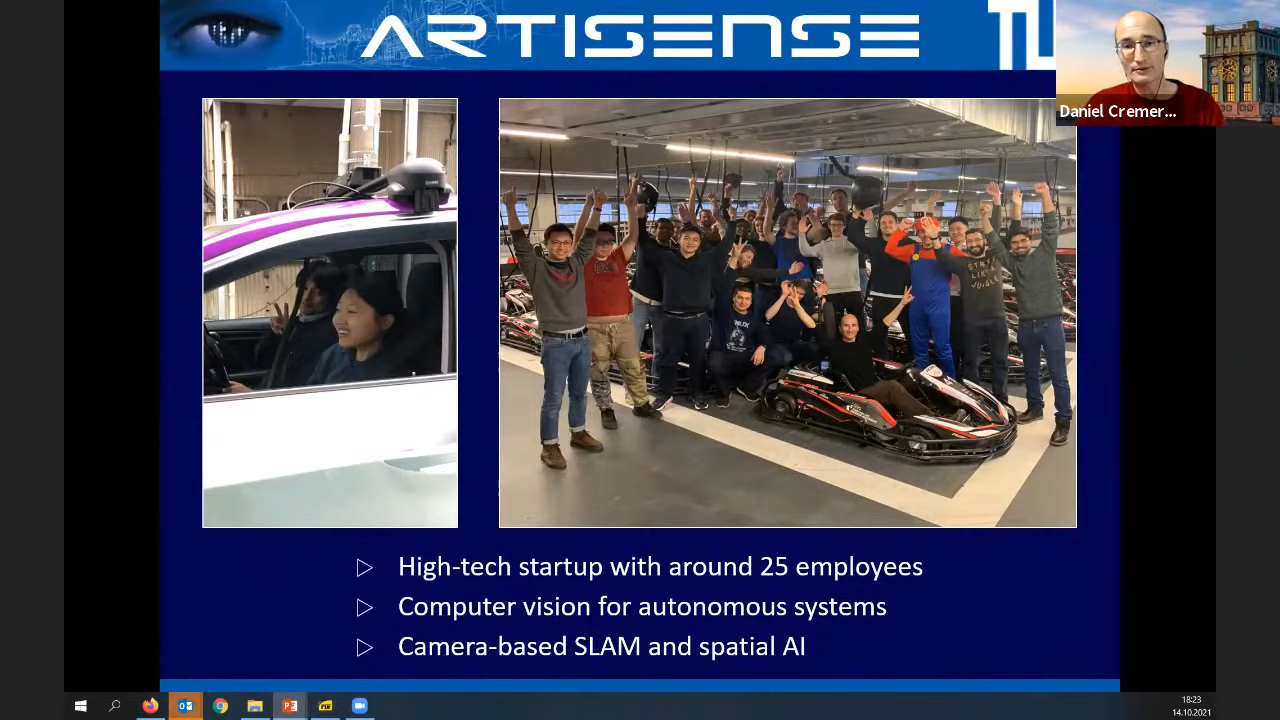 ARTISENSE
Daniel Cremer...
High-tech startup with around 25 employees
Computer vision for autonomous systems
Camera-based SLAM and spatial AI
18:23
14.10.2021